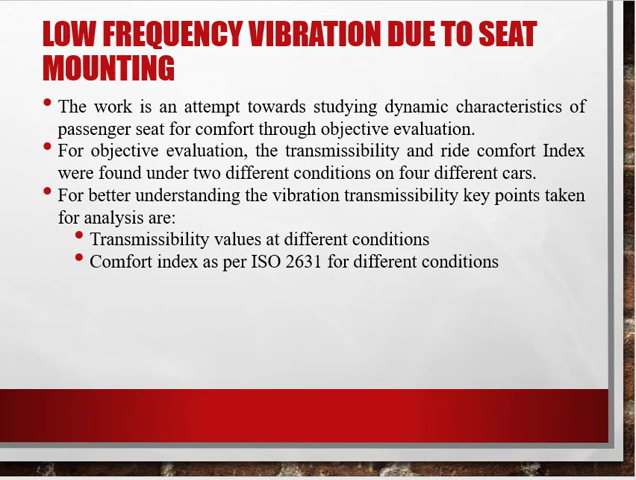 LOW FREQUENCY VIBRATION DUE TO SEAT
MOUNTING
• The work is an attempt towards studying dynamic characteristics of
passenger seat for comfort through objective evaluation.
• For objective evaluation, the transmissibility and ride comfort Index
were found under two different conditions on four different cars.
• For better understanding the vibration transmissibility key points taken
for analysis are:
• Transmissibility values at different conditions
• Comfort index as per ISO 2631 for different conditions